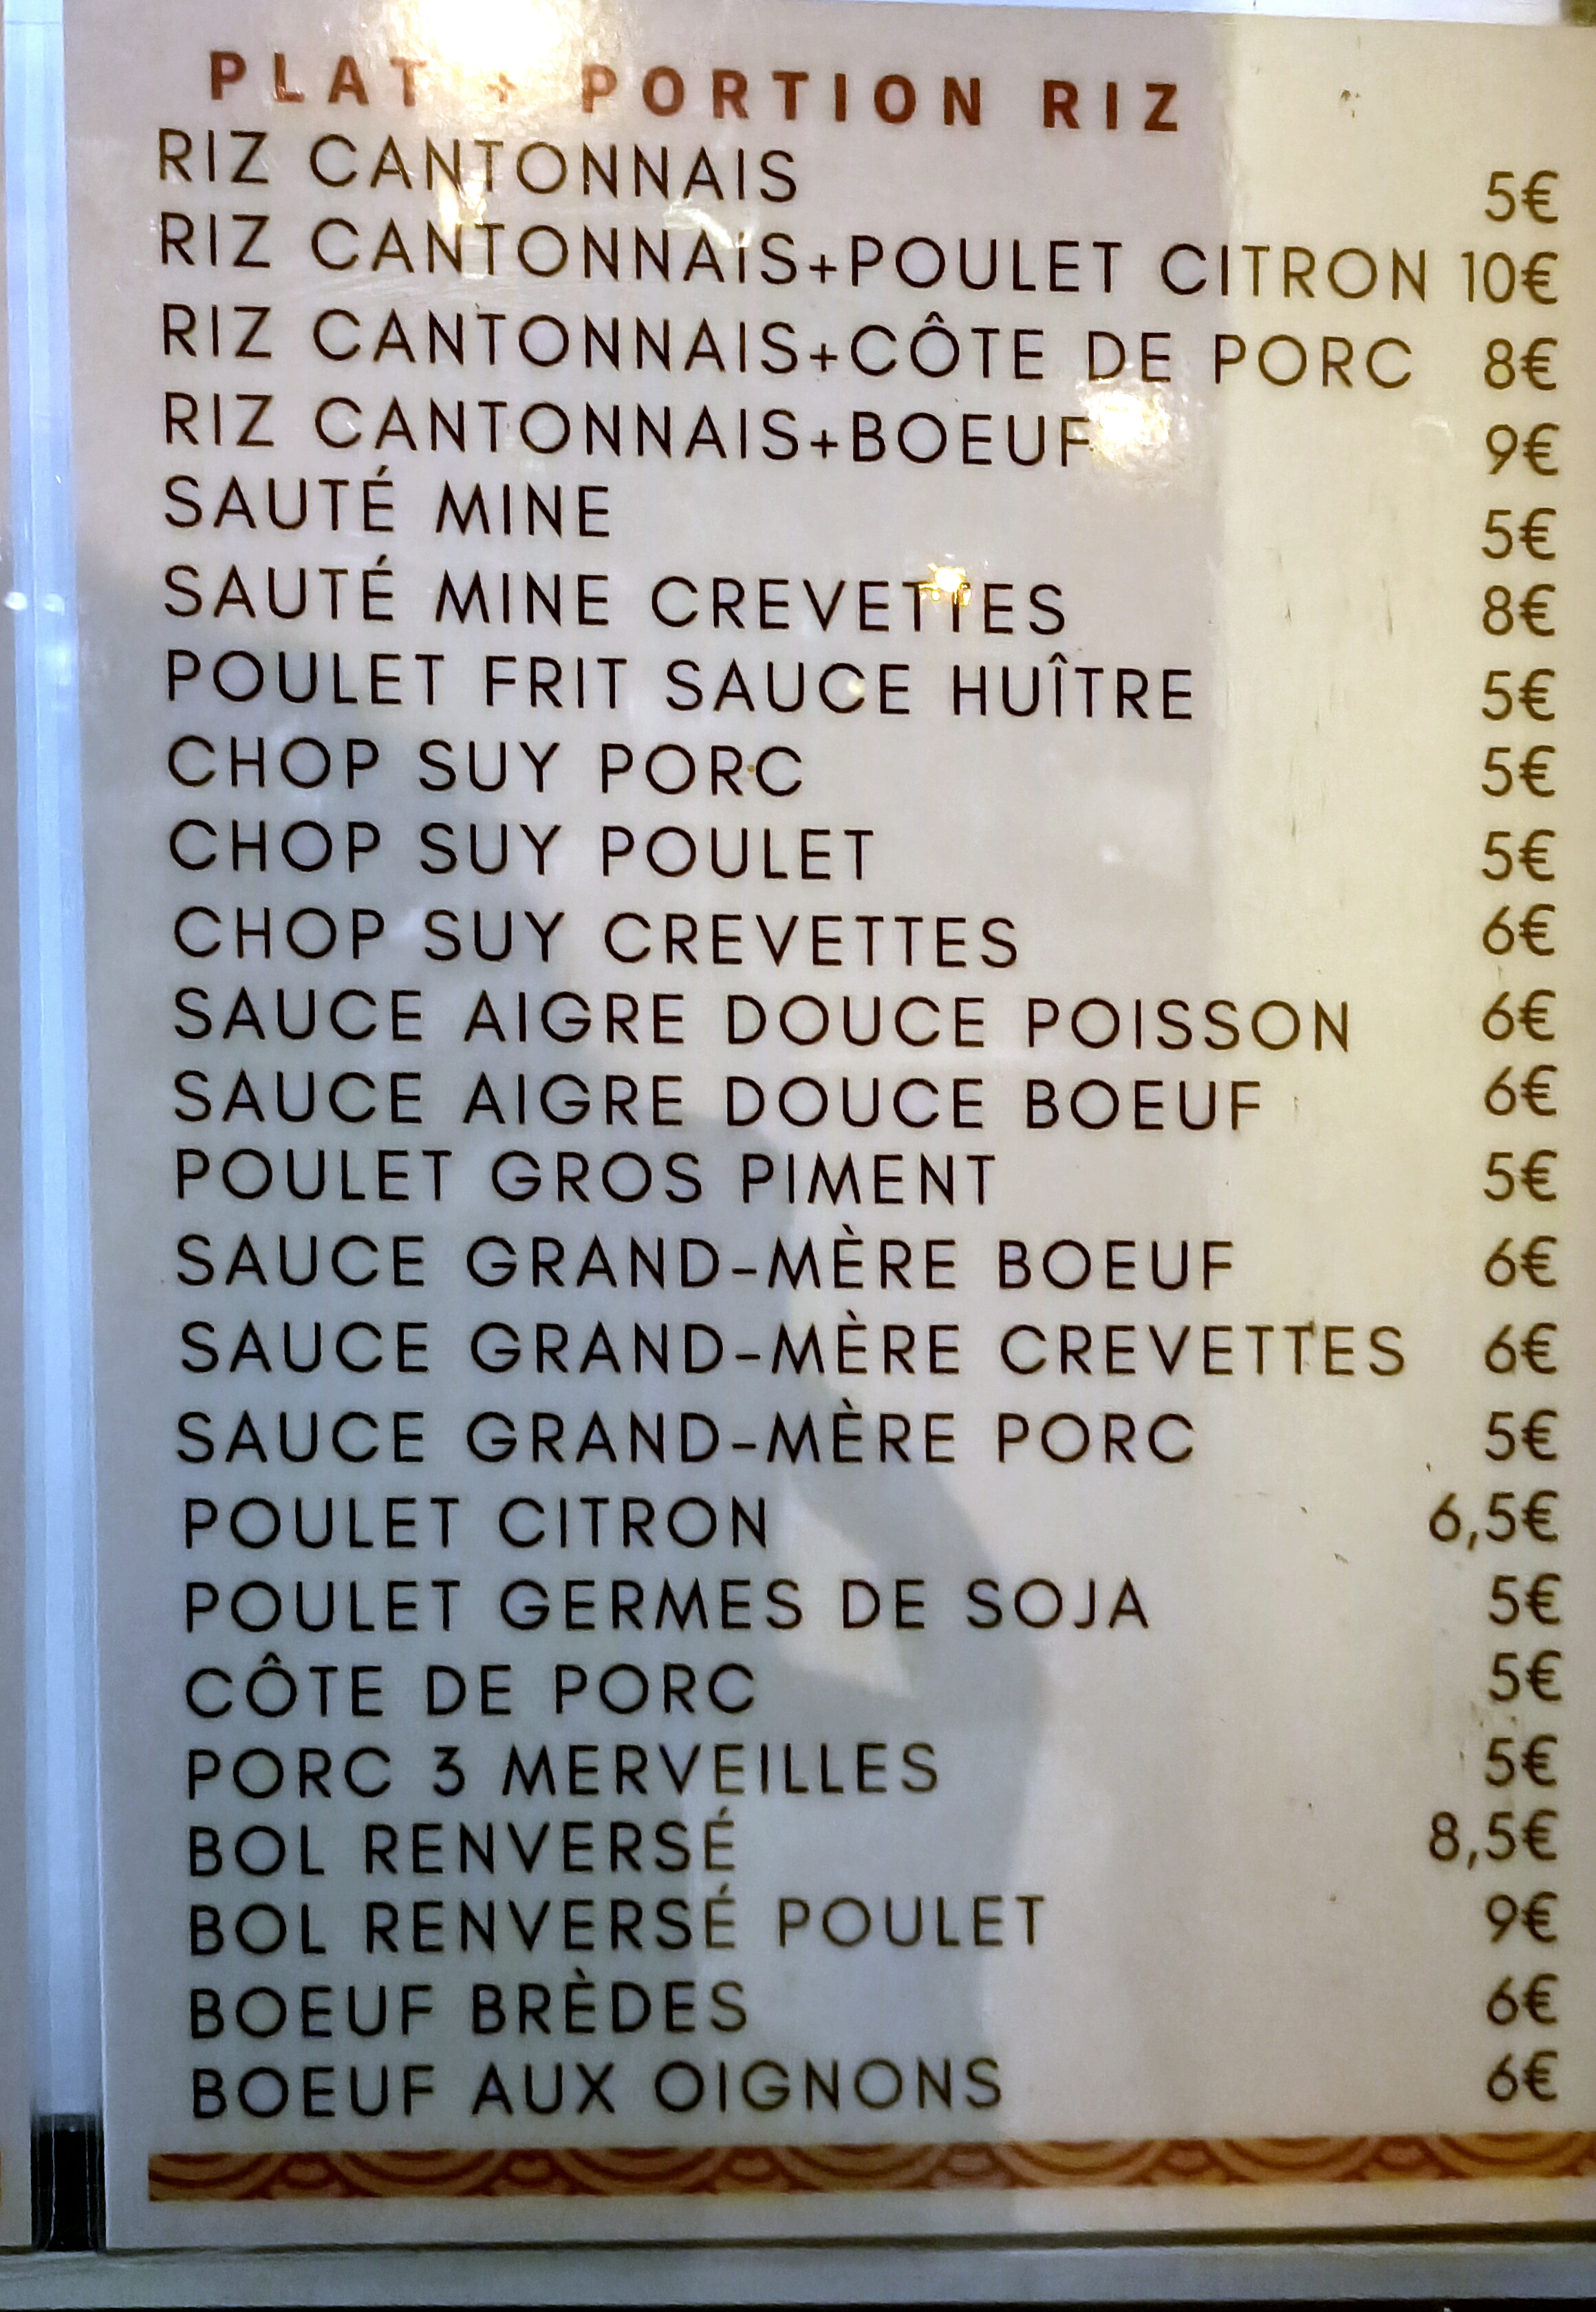 PLAT + PORTION RIZ
RIZ CANTONNAIS 5€
RIZ CANTONNAIS+POULET CITRON 10€
RIZ CANTONNAIS+CÔTE DE PORC 8€
RIZ CANTONNAIS+BOEUF 9€
SAUTÉ MINE 5€
SAUTÉ MINE CREVETTES 8€
POULET FRIT SAUCE HUÎTRE 5€
CHOP SUY PORC 5€
CHOP SUY POULET 5€
CHOP SUY CREVETTES 6€
SAUCE AIGRE DOUCE POISSON 6€
SAUCE AIGRE DOUCE BOEUF 6€
POULET GROS PIMENT 5€
SAUCE GRAND-MÈRE BOEUF 6€
SAUCE GRAND-MÈRE CREVETTES 6€
SAUCE GRAND-MÈRE PORC 5€
POULET CITRON 6,5€
POULET GERMES DE SOJA 5€
CÔTE DE PORC 5€
PORC 3 MERVEILLES 5€
BOL RENVERSÉ 8,5€
BOL RENVERSÉ POULET 9€
BOEUF BRÈDES 6€
BOEUF AUX OIGNONS 6€